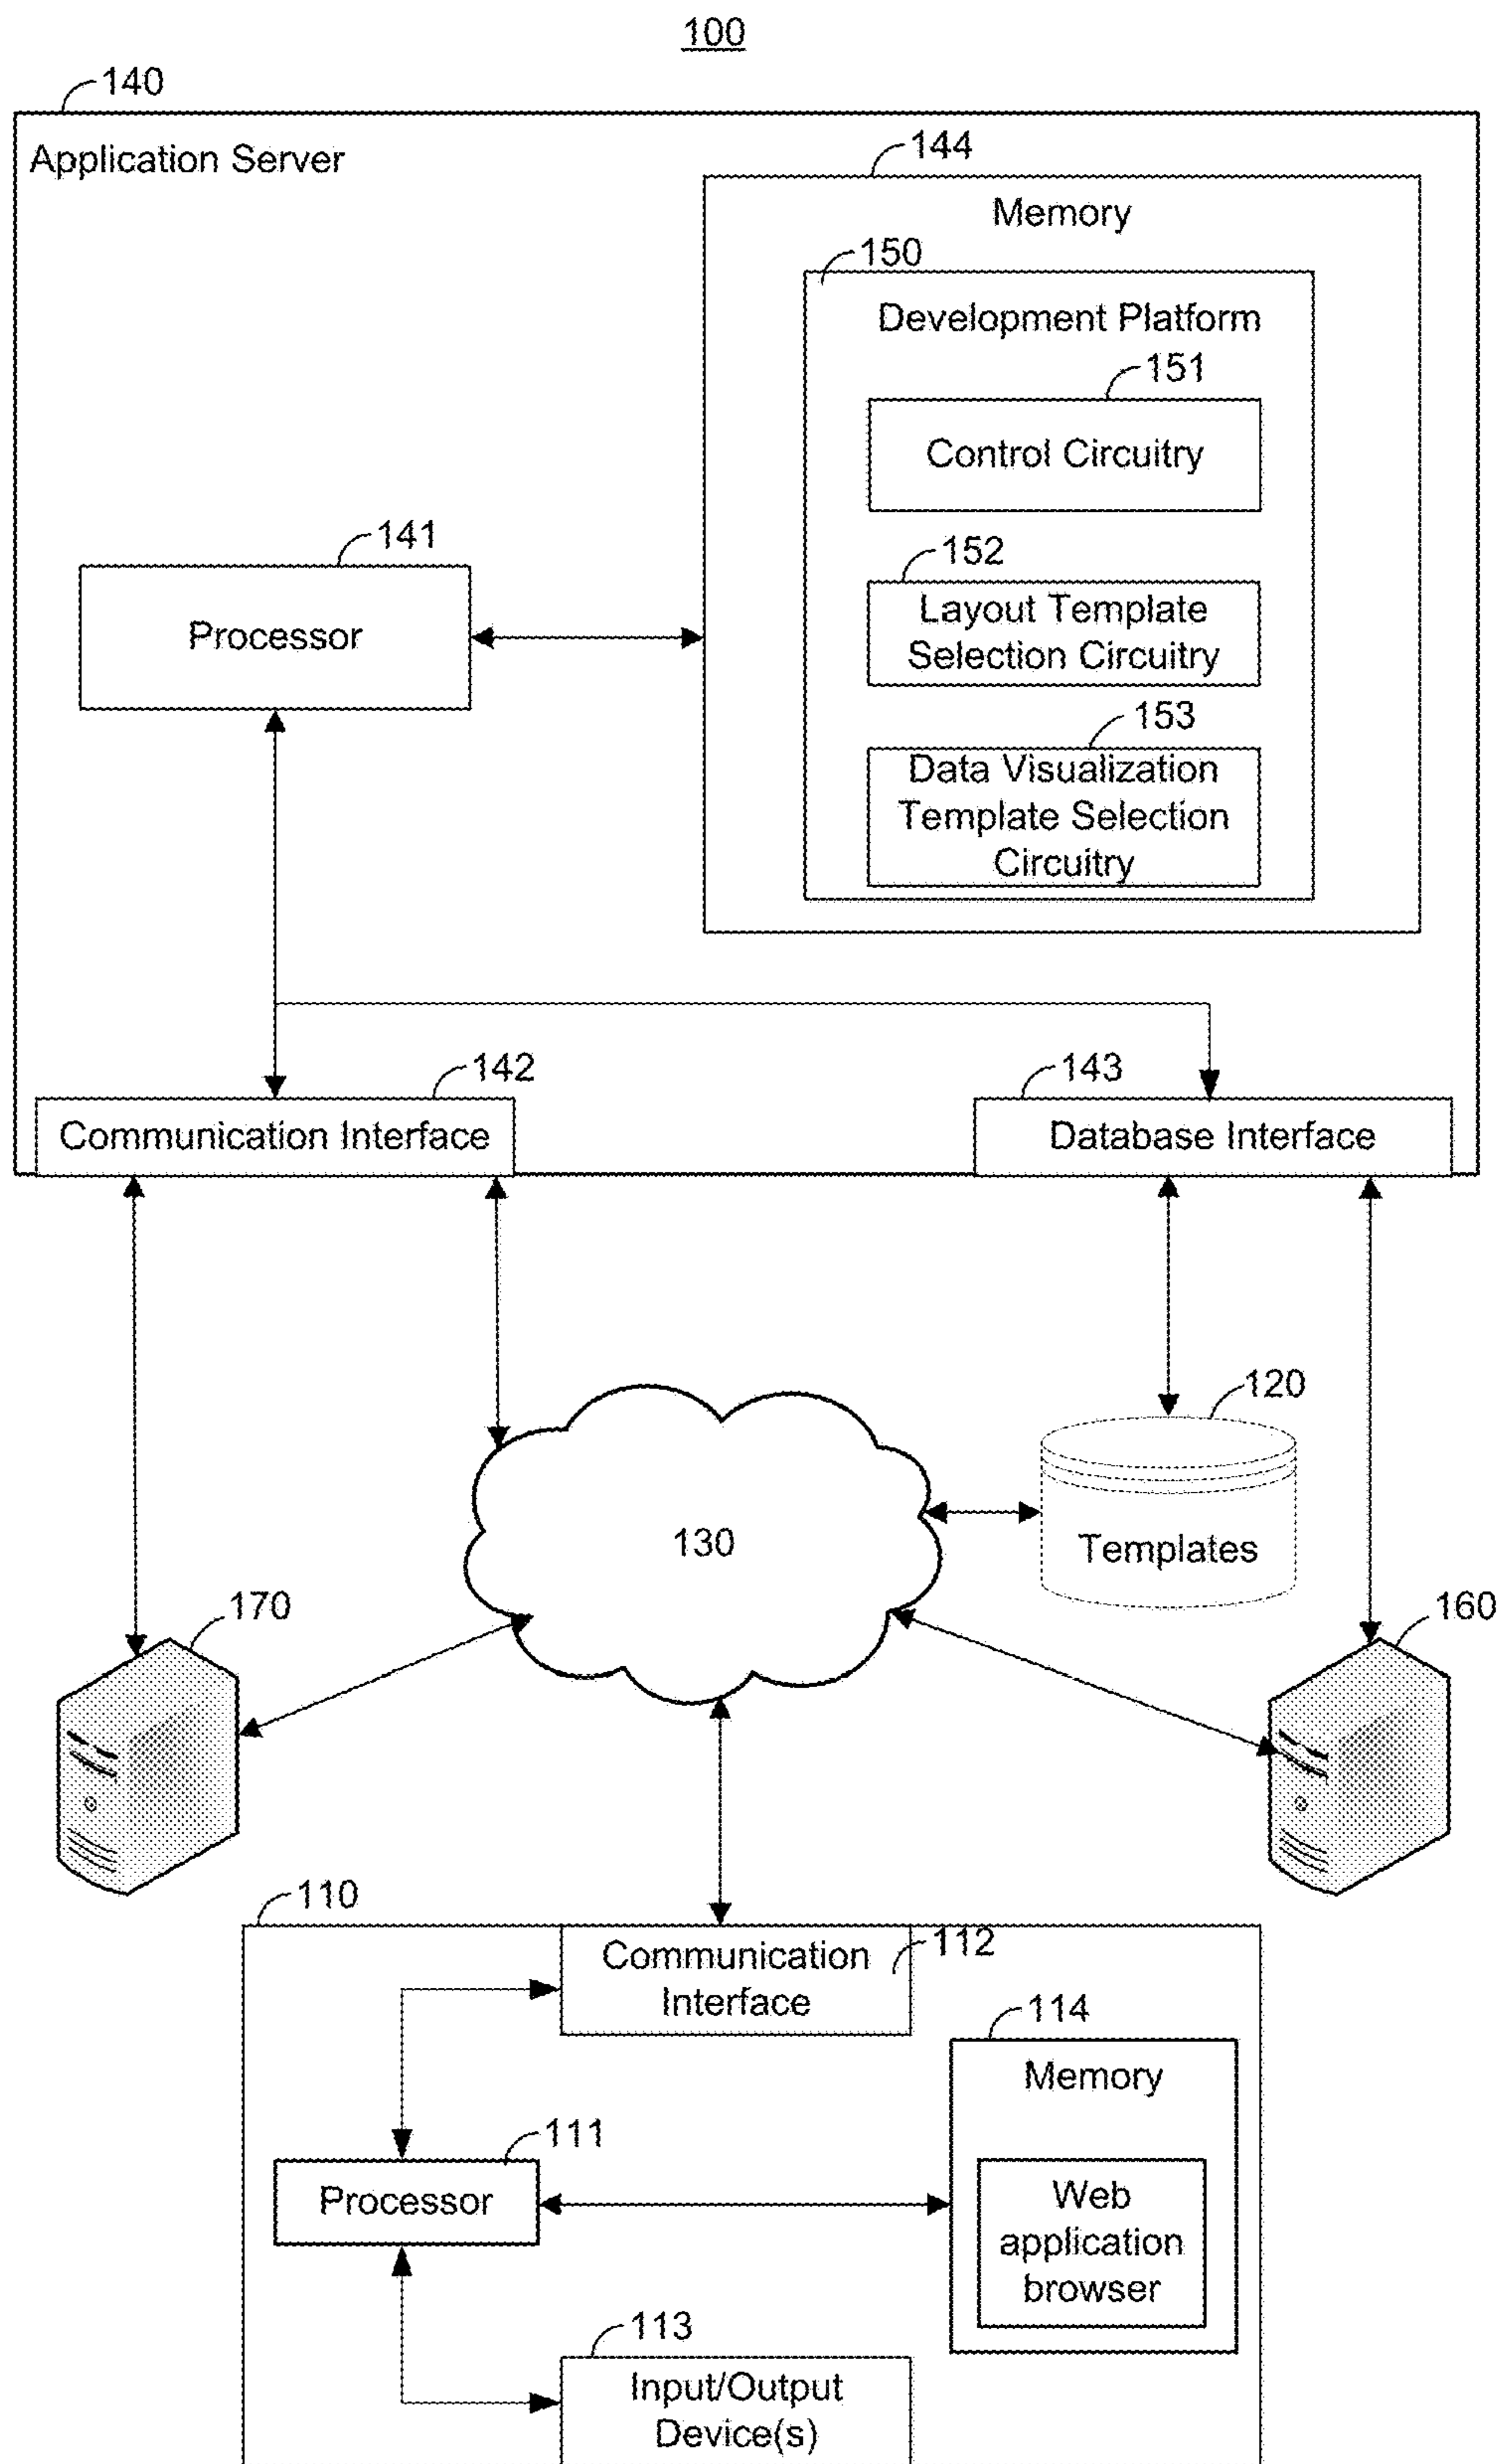 100
140
Application Server
144
Memory
150
Development Platform
151
Control Circuitry
141
Processor
152
Layout Template
Selection Circuitry
153
Data Visualization
Template Selection
Circuitry
142
Communication Interface
143
Database Interface
120
Templates
130
170
160
110
Communication
Interface
112
114
Memory
111
Processor
Web
application
browser
113
Input/Output
Device(s)